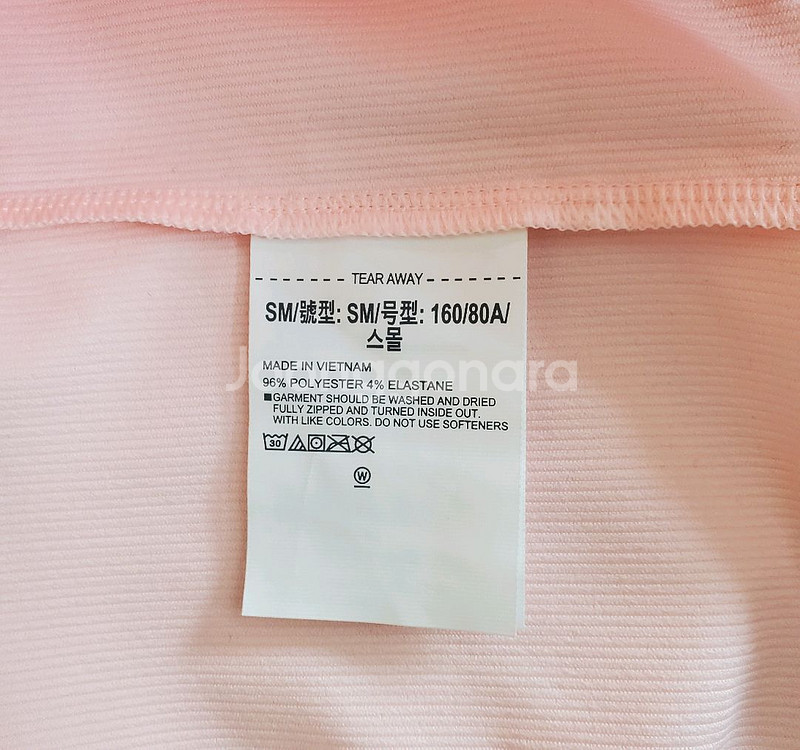 TEAR AWAY
SM/號型: SM/号型: 160/80A/
스몰
MADE IN VIETNAM
96% POLYESTER 4% ELASTANE
■GARMENT SHOULD BE WASHED AND DRIED
FULLY ZIPPED AND TURNED INSIDE OUT.
WITH LIKE COLORS. DO NOT USE SOFTENERS
30
W
Joonggonara